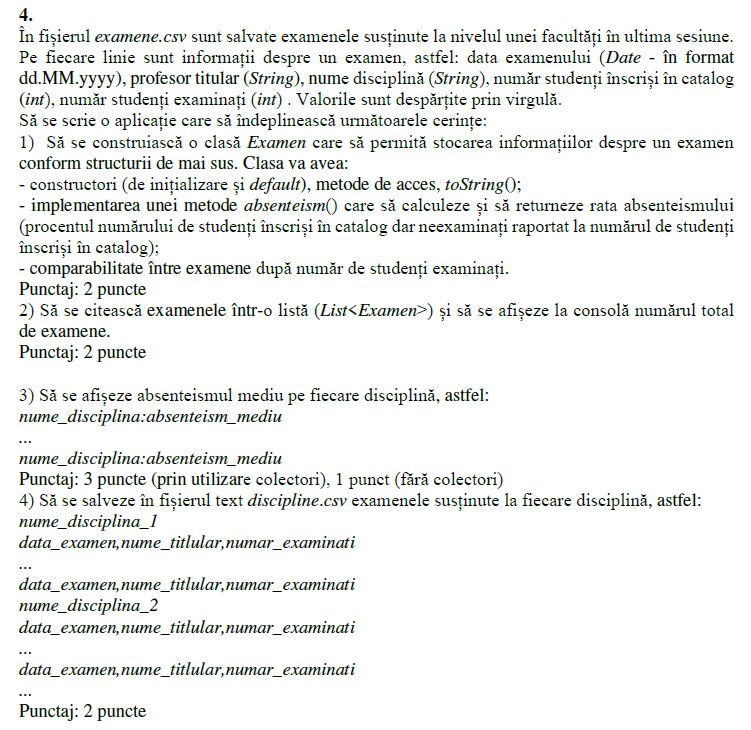 4.
În fișierul examene.csv sunt salvate examenele susținute la nivelul unei facultăți în ultima sesiune.
Pe fiecare linie sunt informații despre un examen, astfel: data examenului (Date - în format
dd.MM.yyyy), profesor titular (String), nume disciplină (String), număr studenți înscriși în catalog
(int), număr studenți examinați (int) . Valorile sunt despărțite prin virgulă.
Să se scrie o aplicație care să îndeplinească următoarele cerințe:
1) Să se construiască o clasă Examen care să permită stocarea informațiilor despre un examen
conform structurii de mai sus. Clasa va avea:
- constructori (de inițializare și default), metode de acces, toString();
- implementarea unei metode absenteism() care să calculeze și să returneze rata absenteismului
(procentul numărului de studenți înscriși în catalog dar neexaminați raportat la numărul de studenți
înscriși în catalog);
- comparabilitate între examene după număr de studenți examinați.
Punctaj: 2 puncte
2) Să se citească examenele într-o listă (List<Examen>) și să se afișeze la consolă numărul total
de examene.
Punctaj: 2 puncte
3) Să se afișeze absenteismul mediu pe fiecare disciplină, astfel:
nume_disciplina:absenteism_mediu
...
nume_disciplina:absenteism_mediu
Punctaj: 3 puncte (prin utilizare colectori), 1 punct (fără colectori)
4) Să se salveze în fișierul text discipline.csv examenele susținute la fiecare disciplină, astfel:
nume_disciplina_1
data_examen,nume_titlular,numar_examinati
...
data_examen,nume_titlular,numar_examinati
nume_disciplina_2
data_examen,nume_titlular,numar_examinati
...
data_examen,nume_titlular,numar_examinati
...
Punctaj: 2 puncte